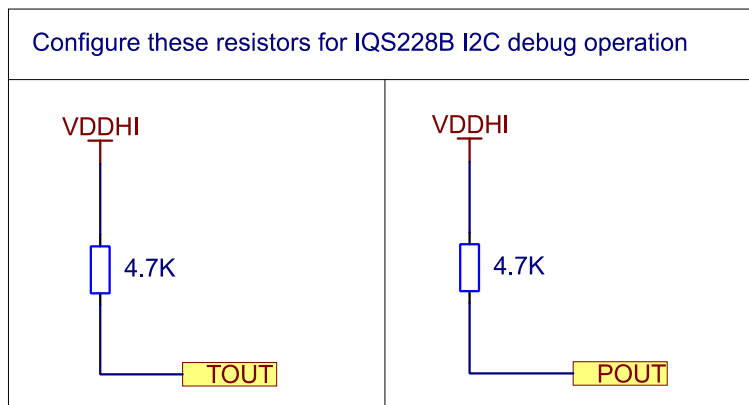 Configure these resistors for IQS228B I2C debug operation
VDDHI
4.7K
TOUT
VDDHI
4.7K
POUT